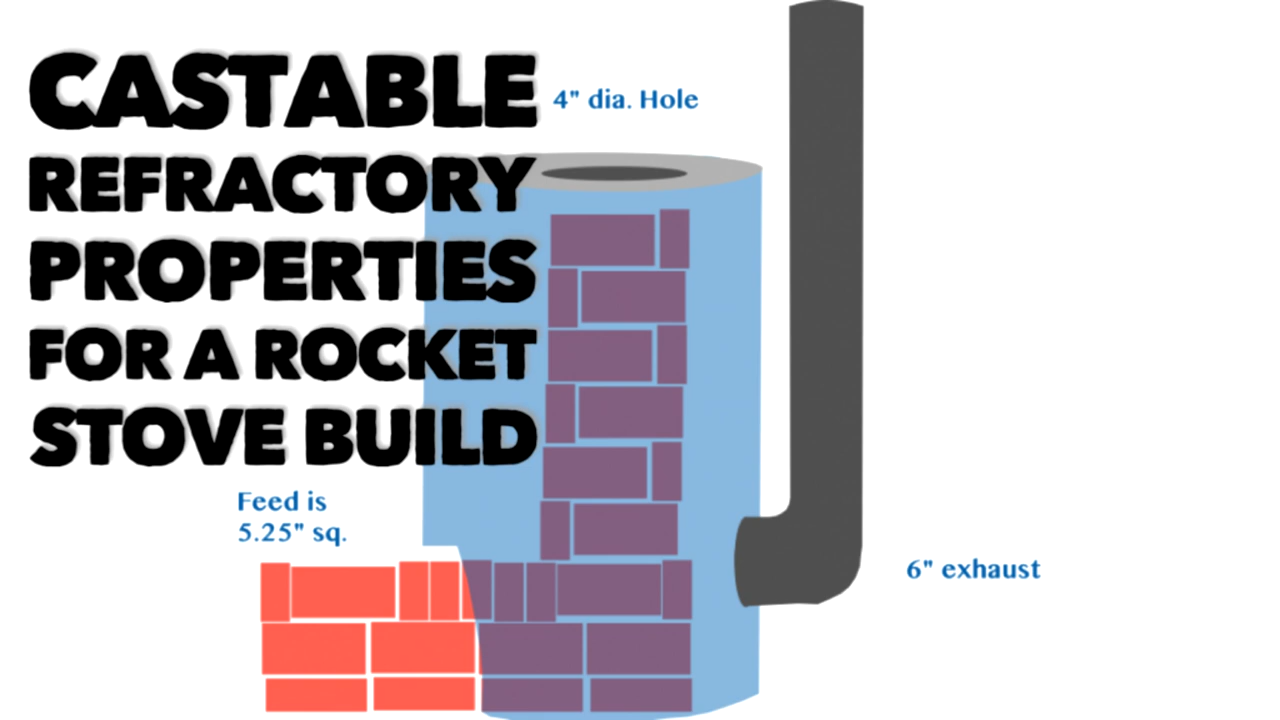 CASTABLE
REFRACTORY
PROPERTIES
FOR A ROCKET
STOVE BUILD
4" dia. Hole
Feed is
5.25" sq.
6" exhaust